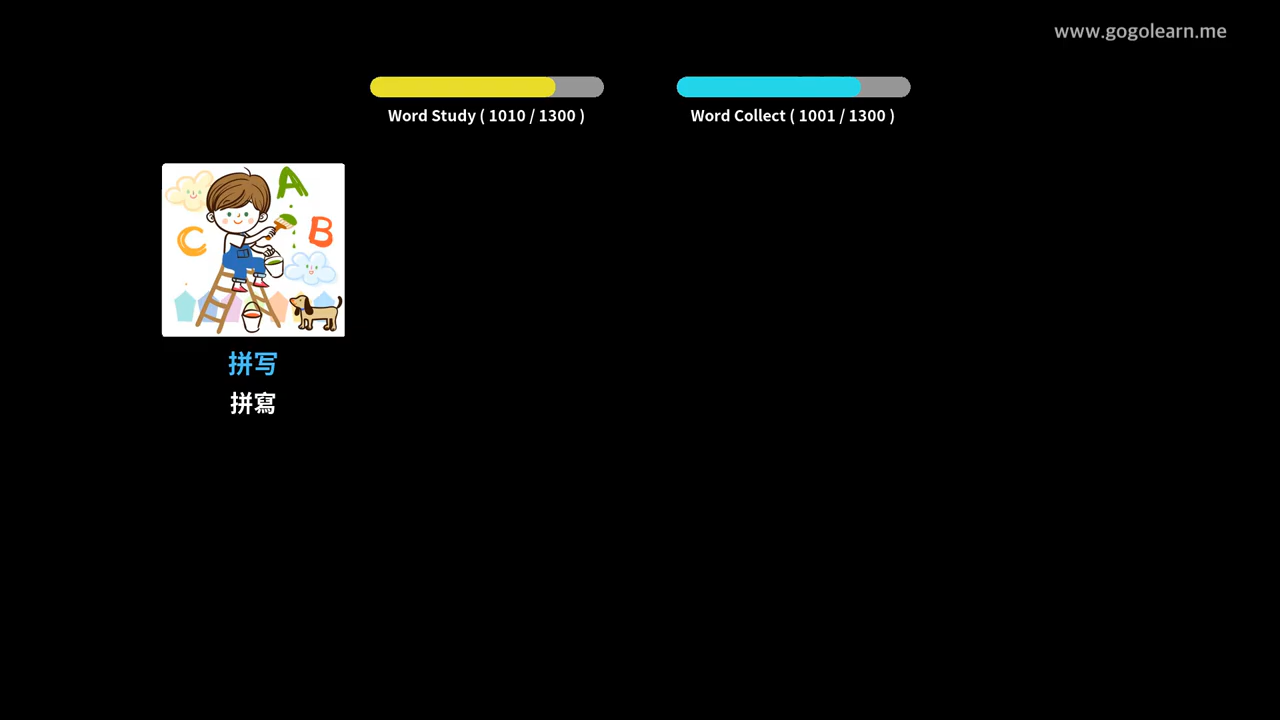 www.gogolearn.me
Word Study ( 1010 / 1300 )
Word Collect ( 1001 / 1300 )
A
B
C
拼写
拼寫